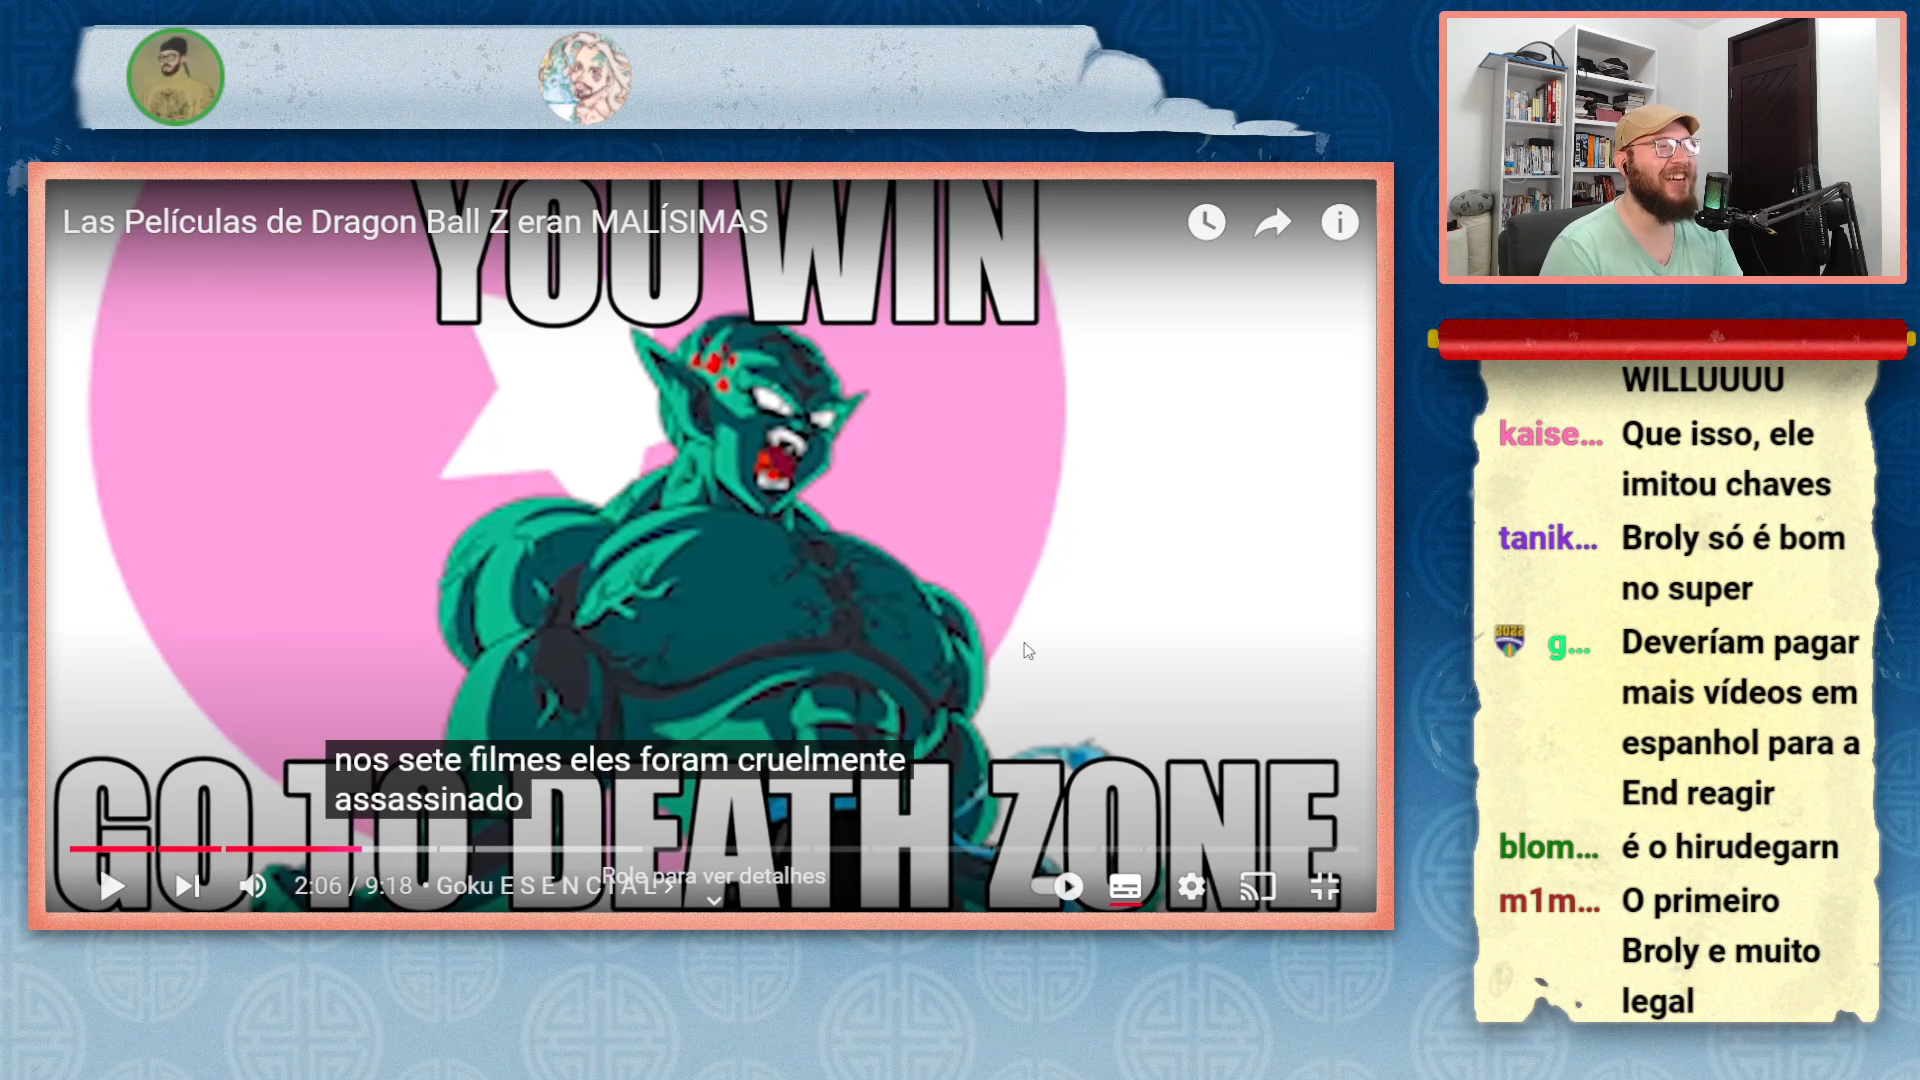 YOU WIN
Las Películas de Dragon Ball Z eran MALÍSIMAS
nos sete filmes eles foram cruelmente
assassinado
GO TO DEATH ZONE
2:06 / 9:18 • Goku E S E N C I A L >
Role para ver detalhes
WILLUUUU
kaise... Que isso, ele
imitou chaves
tanik... Broly só é bom
no super
2022
g... Deveríam pagar
mais vídeos em
espanhol para a
End reagir
blom... é o hirudegarn
m1m... O primeiro
Broly e muito
legal